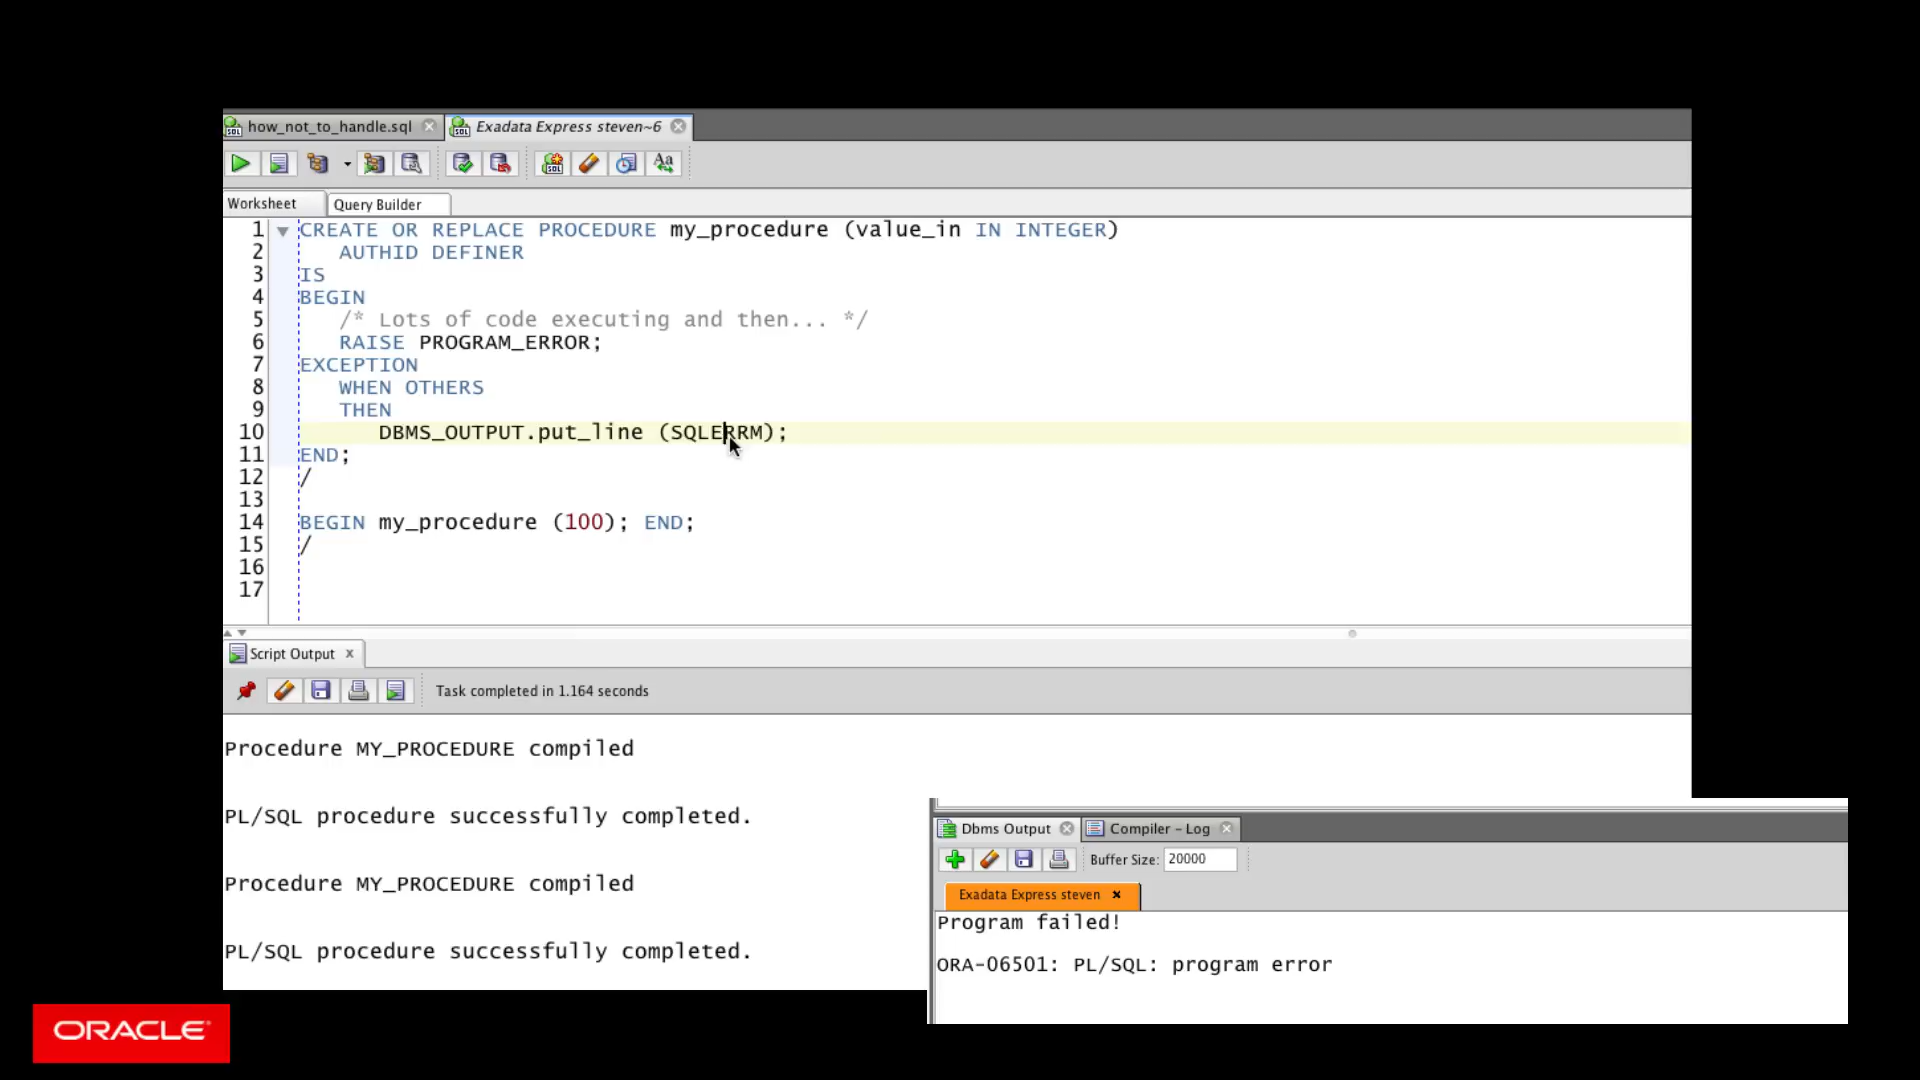 how_not_to_handle.sql
Exadata Express steven~6
Worksheet
Query Builder
1 CREATE OR REPLACE PROCEDURE my_procedure (value_in IN INTEGER)
2 AUTHID DEFINER
3 IS
4 BEGIN
5 /* Lots of code executing and then... */
6 RAISE PROGRAM_ERROR;
7 EXCEPTION
8 WHEN OTHERS
9 THEN
10 DBMS_OUTPUT.put_line (SQLERRM);
11 END;
12 /
13
14 BEGIN my_procedure (100); END;
15 /
16
17
Script Output
Task completed in 1.164 seconds
Procedure MY_PROCEDURE compiled
PL/SQL procedure successfully completed.
Procedure MY_PROCEDURE compiled
PL/SQL procedure successfully completed.
Dbms Output
Compiler - Log
Buffer Size: 20000
Exadata Express steven
Program failed!
ORA-06501: PL/SQL: program error
ORACLE